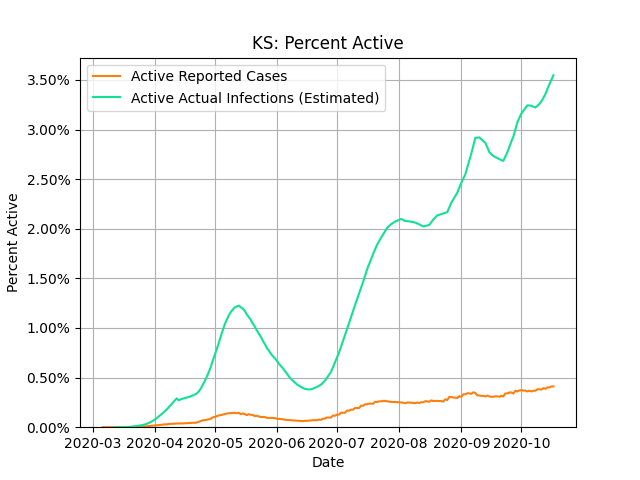 KS: Percent Active
Active Reported Cases
Active Actual Infections (Estimated)
Percent Active
3.50%
3.00%
2.50%
2.00%
1.50%
1.00%
0.50%
0.00%
2020-03 2020-04 2020-05 2020-06 2020-07 2020-08 2020-09 2020-10
Date